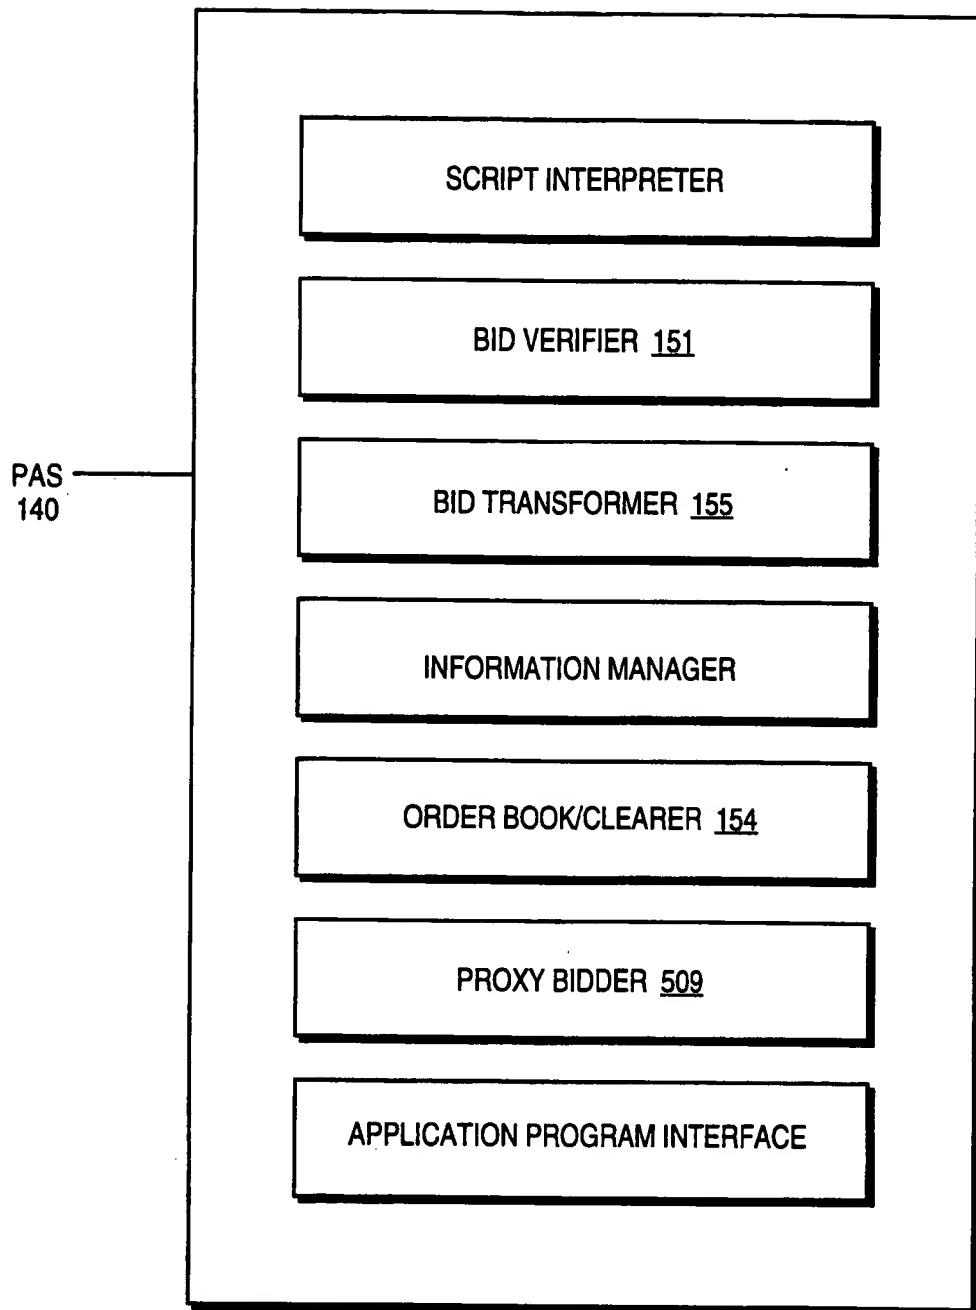 SCRIPT INTERPRETER
BID VERIFIER 151
BID TRANSFORMER 155
PAS
140
INFORMATION MANAGER
ORDER BOOK/CLEARER 154
PROXY BIDDER 509
APPLICATION PROGRAM INTERFACE